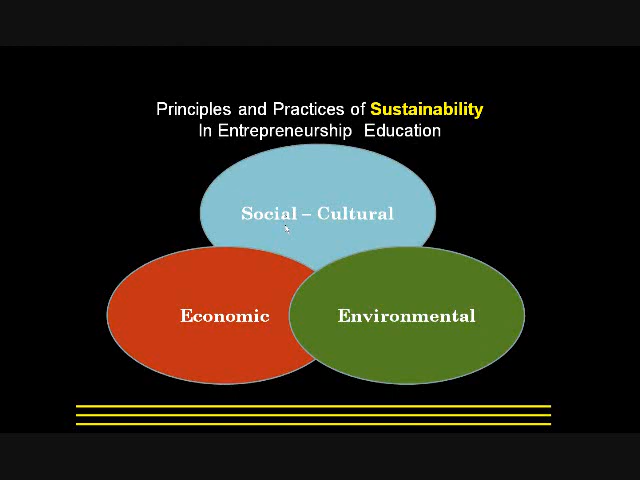 Principles and Practices of Sustainability
In Entrepreneurship Education
Social – Cultural
Economic
Environmental